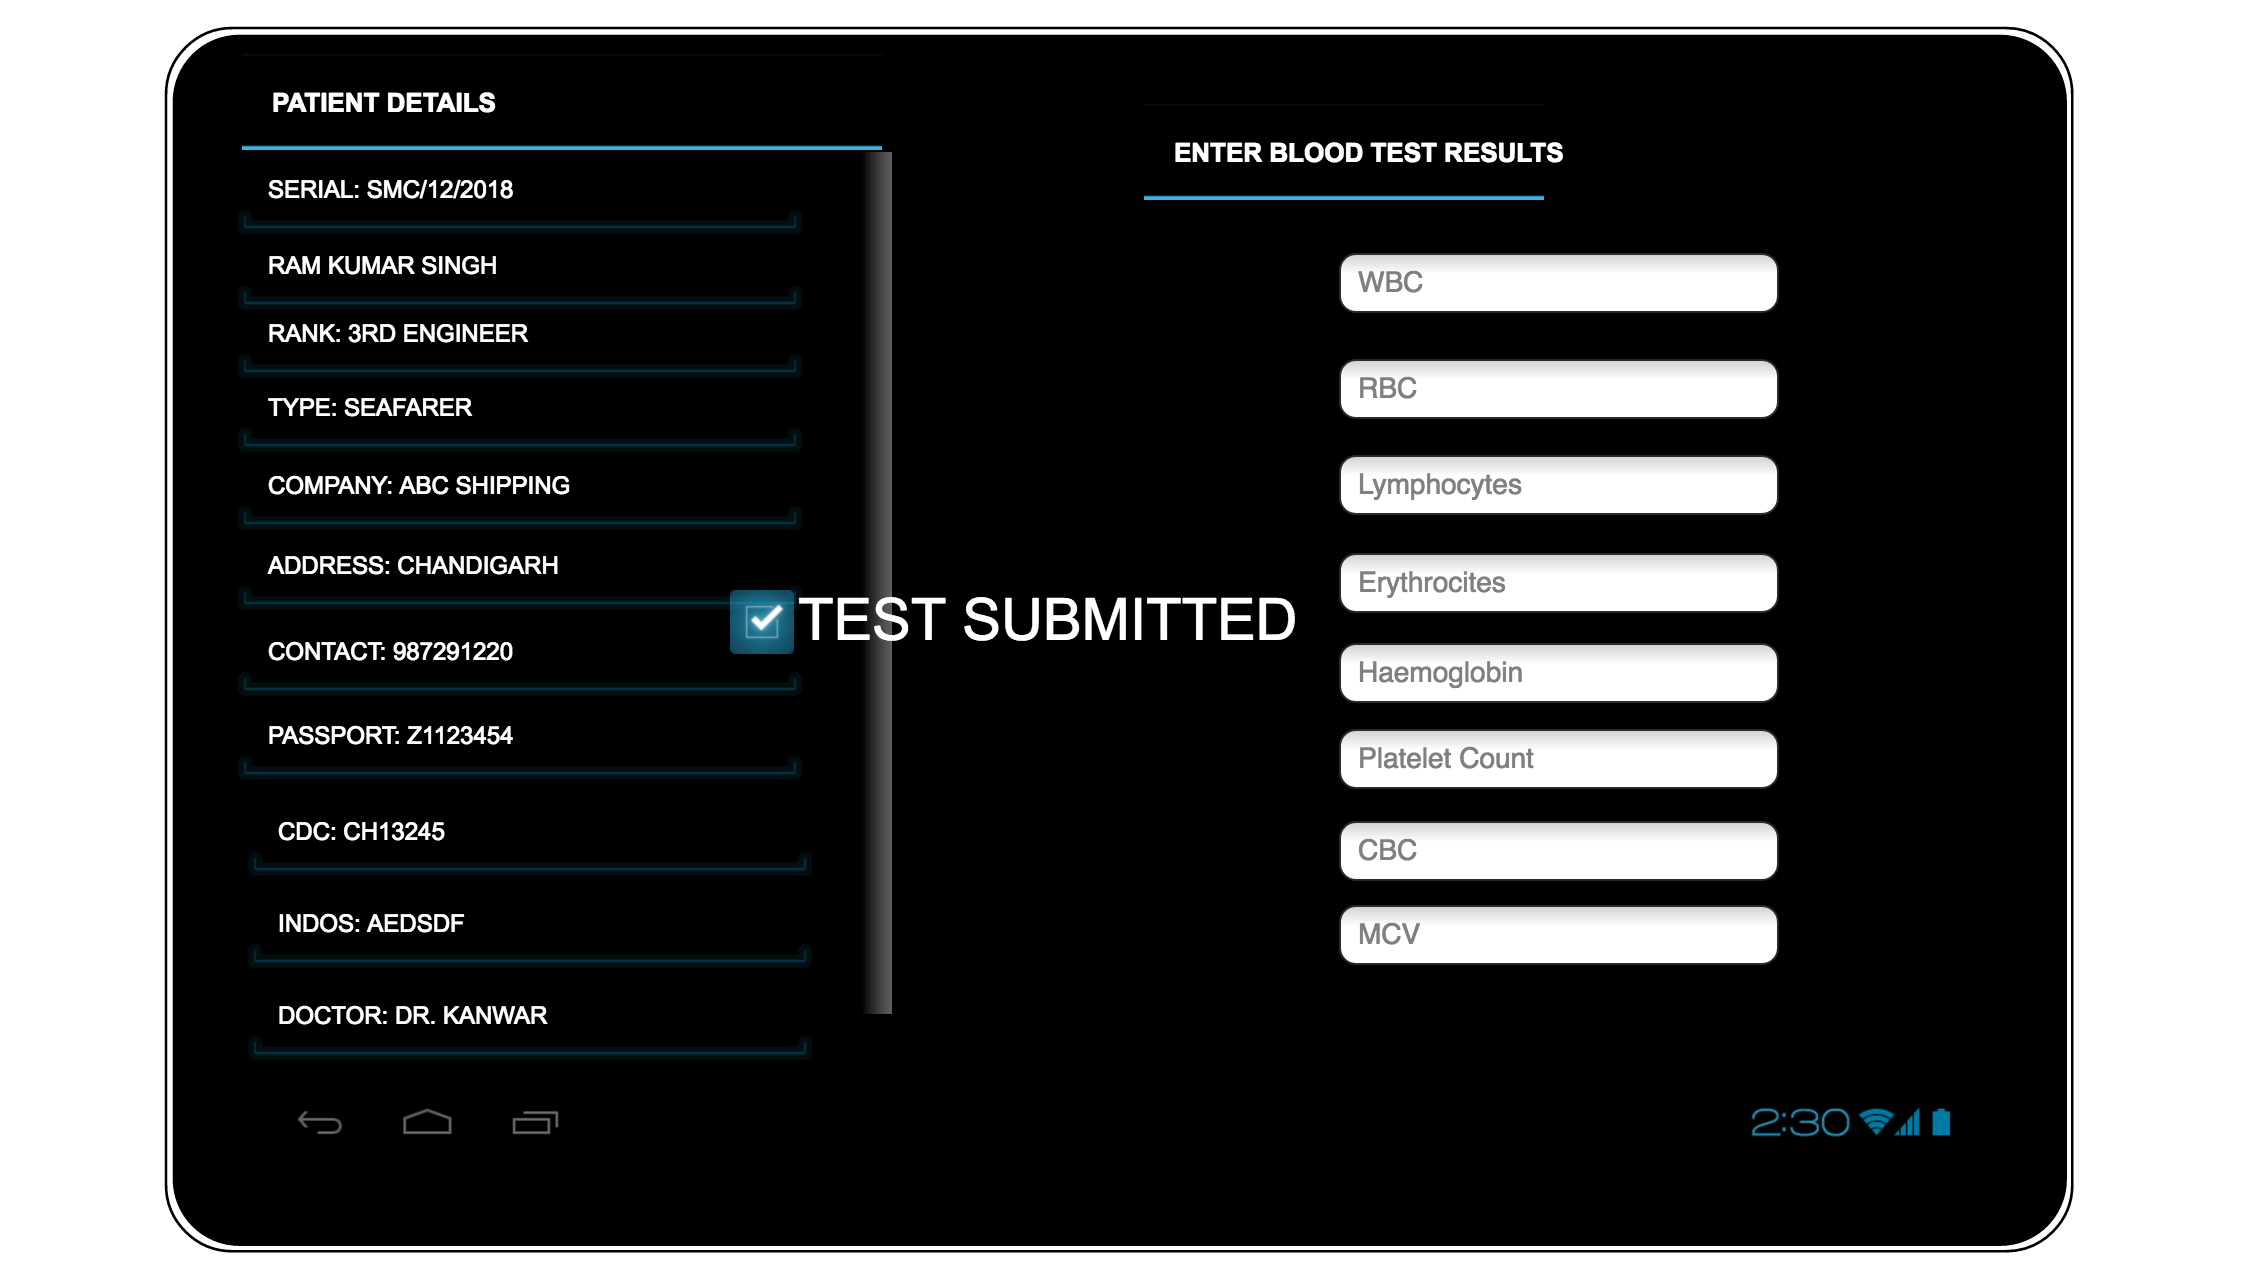 PATIENT DETAILS
SERIAL: SMC/12/2018
RAM KUMAR SINGH
RANK: 3RD ENGINEER
TYPE: SEAFARER
COMPANY: ABC SHIPPING
ADDRESS: CHANDIGARH
CONTACT: 987291220
PASSPORT: Z1123454
CDC: CH13245
INDOS: AEDSDF
DOCTOR: DR. KANWAR
TEST SUBMITTED
ENTER BLOOD TEST RESULTS
WBC
RBC
Lymphocytes
Erythrocites
Haemoglobin
Platelet Count
CBC
MCV
2:30